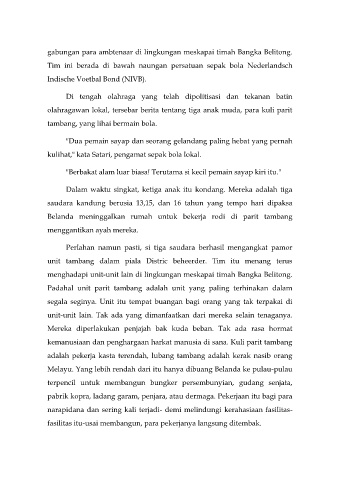 gabungan para ambtenaar di lingkungan meskapai timah Bangka Belitong.
Tim ini berada di bawah naungan persatuan sepak bola Nederlandsch
Indische Voetbal Bond (NIVB).
Di tengah olahraga yang telah dipolitisasi dan tekanan batin
olahragawan lokal, tersebar berita tentang tiga anak muda, para kuli parit
tambang, yang lihai bermain bola.
"Dua pemain sayap dan seorang gelandang paling hebat yang pernah
kulihat," kata Satari, pengamat sepak bola lokal.
"Berbakat alam luar biasa! Terutama si kecil pemain sayap kiri itu."
Dalam waktu singkat, ketiga anak itu kondang. Mereka adalah tiga
saudara kandung berusia 13,15, dan 16 tahun yang tempo hari dipaksa
Belanda meninggalkan rumah untuk bekerja rodi di parit tambang
menggantikan ayah mereka.
Perlahan namun pasti, si tiga saudara berhasil mengangkat pamor
unit tambang dalam piala Distric beheerder. Tim itu menang terus
menghadapi unit-unit lain di lingkungan meskapai timah Bangka Belitong.
Padahal unit parit tambang adalah unit yang paling terhinakan dalam
segala seginya. Unit itu tempat buangan bagi orang yang tak terpakai di
unit-unit lain. Tak ada yang dimanfaatkan dari mereka selain tenaganya.
Mereka diperlakukan penjajah bak kuda beban. Tak ada rasa hormat
kemanusiaan dan penghargaan harkat manusia di sana. Kuli parit tambang
adalah pekerja kasta terendah, lubang tambang adalah kerak nasib orang
Melayu. Yang lebih rendah dari itu hanya dibuang Belanda ke pulau-pulau
terpencil untuk membangun bungker persembunyian, gudang senjata,
pabrik kopra, ladang garam, penjara, atau dermaga. Pekerjaan itu bagi para
narapidana dan sering kali terjadi- demi melindungi kerahasiaan fasilitas-
fasilitas itu-usai membangun, para pekerjanya langsung ditembak.